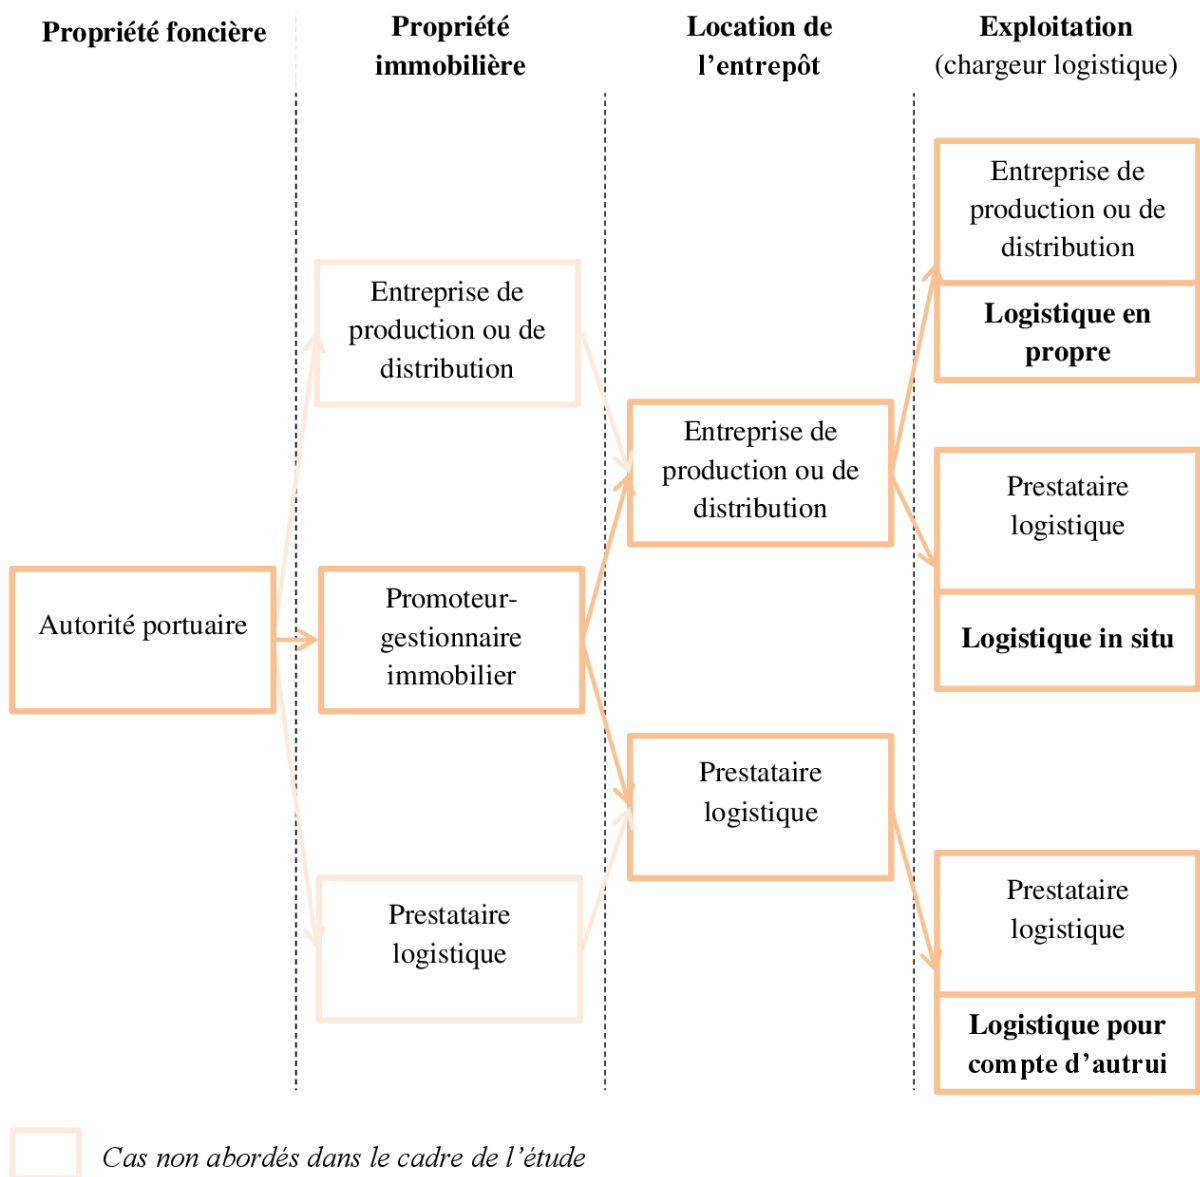 Propriété foncière
Propriété
immobilière
Location de
l’entrepôt
Exploitation
(chargeur logistique)
Autorité portuaire
Entreprise de
production ou de
distribution
Promoteur-
gestionnaire
immobilier
Prestataire
logistique
Entreprise de
production ou de
distribution
Prestataire
logistique
Entreprise de
production ou de
distribution
Logistique en
propre
Prestataire
logistique
Logistique in situ
Prestataire
logistique
Logistique pour
compte d’autrui
Cas non abordés dans le cadre de l’étude